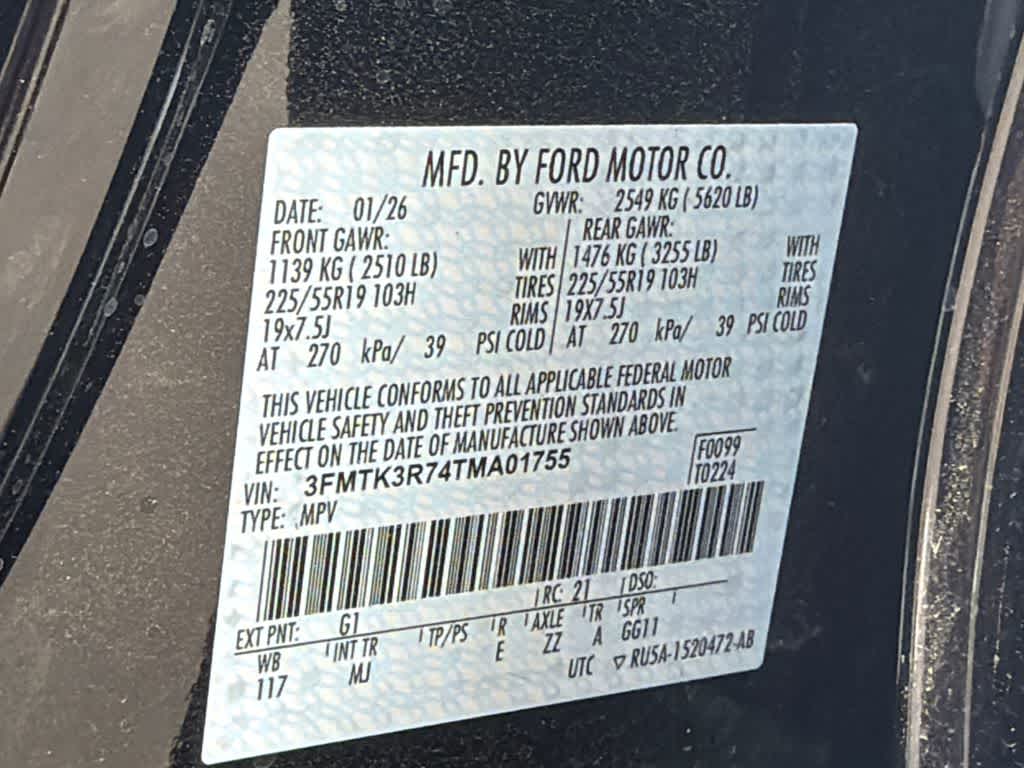 MFD. BY FORD MOTOR CO.
DATE: 01/26 GVWR: 2549 KG ( 5620 LB)
FRONT GAWR: REAR GAWR:
1139 KG ( 2510 LB) WITH 1476 KG ( 3255 LB) WITH
225/55R19 103H TIRES 225/55R19 103H TIRES
19x7.5J RIMS 19X7.5J RIMS
AT 270 kPa/ 39 PSI COLD AT 270 kPa/ 39 PSI COLD
THIS VEHICLE CONFORMS TO ALL APPLICABLE FEDERAL MOTOR
VEHICLE SAFETY AND THEFT PREVENTION STANDARDS IN
EFFECT ON THE DATE OF MANUFACTURE SHOWN ABOVE.
VIN: 3FMTK3R74TMA01755 F0099
TYPE: MPV T0224
EXT PNT: G1 RC: 21 DSO:
WB INT TR TP/PS R AXLE TR SPR
117 MJ E ZZ A GG11
UTC ▽ RU5A-1520472-AB